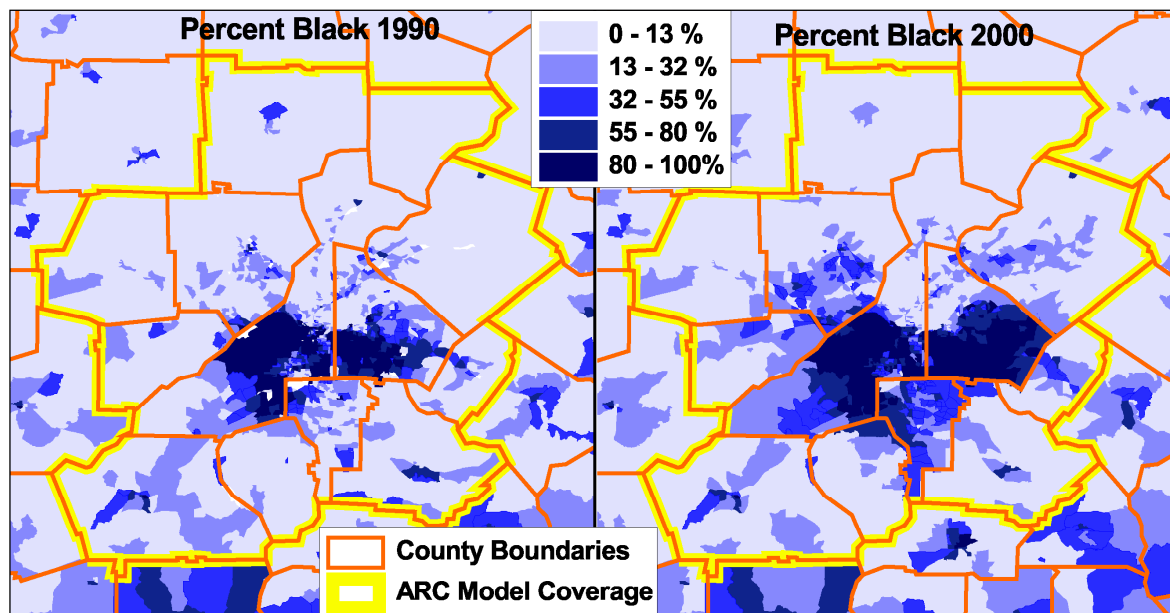 Percent Black 1990
Percent Black 2000
0 - 13 %
13 - 32 %
32 - 55 %
55 - 80 %
80 - 100%
County Boundaries
ARC Model Coverage